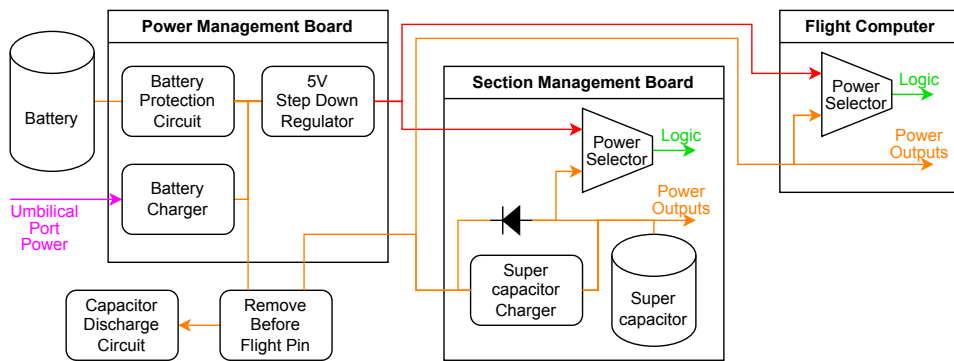 Power Management Board
Flight Computer
Battery
Battery
Protection
Circuit
5V
Step Down
Regulator
Section Management Board
Power
Selector
Logic
Power
Outputs
Power
Selector
Logic
Battery
Charger
Umbilical
Port
Power
Power
Outputs
Super
capacitor
Charger
Super
capacitor
Capacitor
Discharge
Circuit
Remove
Before
Flight Pin